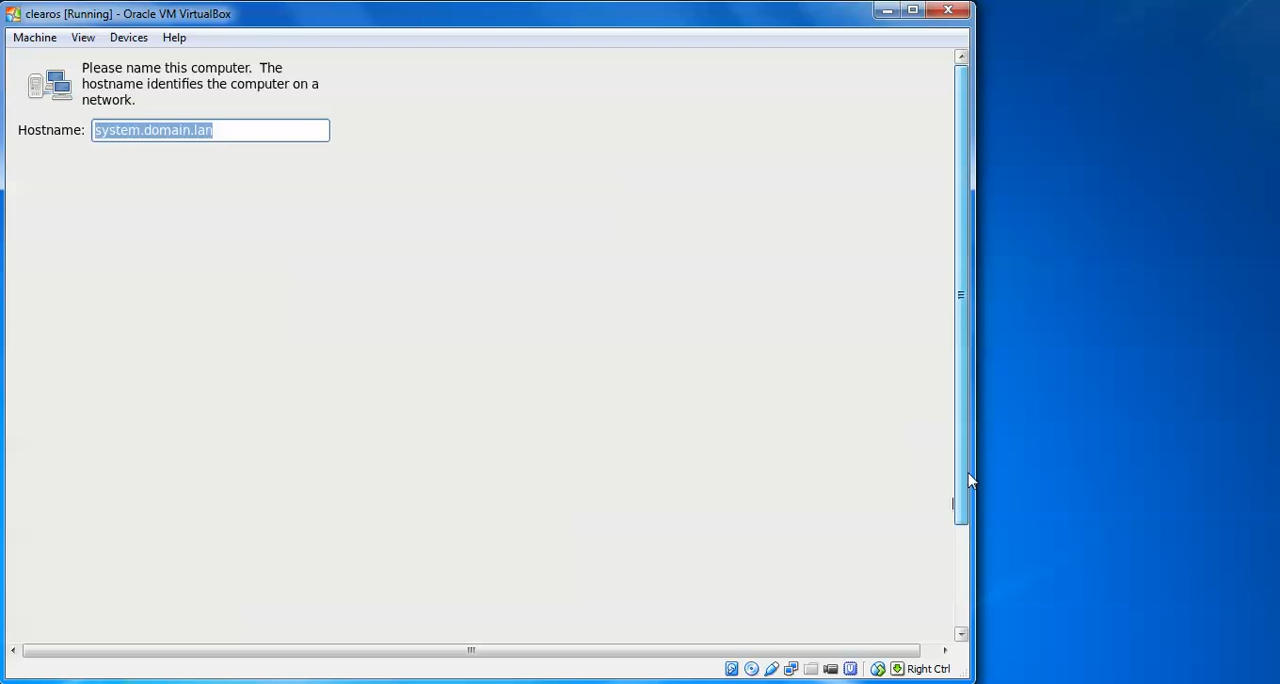 clearos [Running] - Oracle VM VirtualBox
Machine View Devices Help
Please name this computer. The
hostname identifies the computer on a
network.
Hostname: system.domain.lan
Right Ctrl